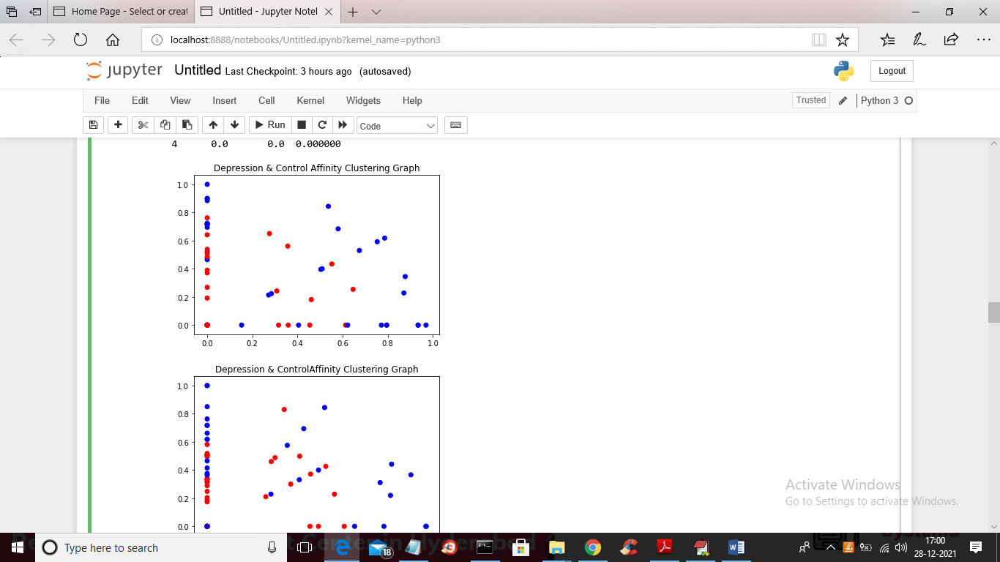 Home Page - Select or creat
Untitled - Jupyter Notel
localhost:8888/notebooks/Untitled.ipynb?kernel_name=python3
jupyter Untitled Last Checkpoint: 3 hours ago (autosaved)
Logout
File Edit View Insert Cell Kernel Widgets Help
Trusted Python 3
Run Code
4 0.0 0.0 0.000000
Depression & Control Affinity Clustering Graph
1.0
0.8
0.6
0.4
0.2
0.0
0.0 0.2 0.4 0.6 0.8 1.0
Depression & ControlAffinity Clustering Graph
1.0
0.8
0.6
0.4
0.2
0.0
Activate Windows
Go to Settings to activate Windows.
Type here to search
18
17:00
28-12-2021